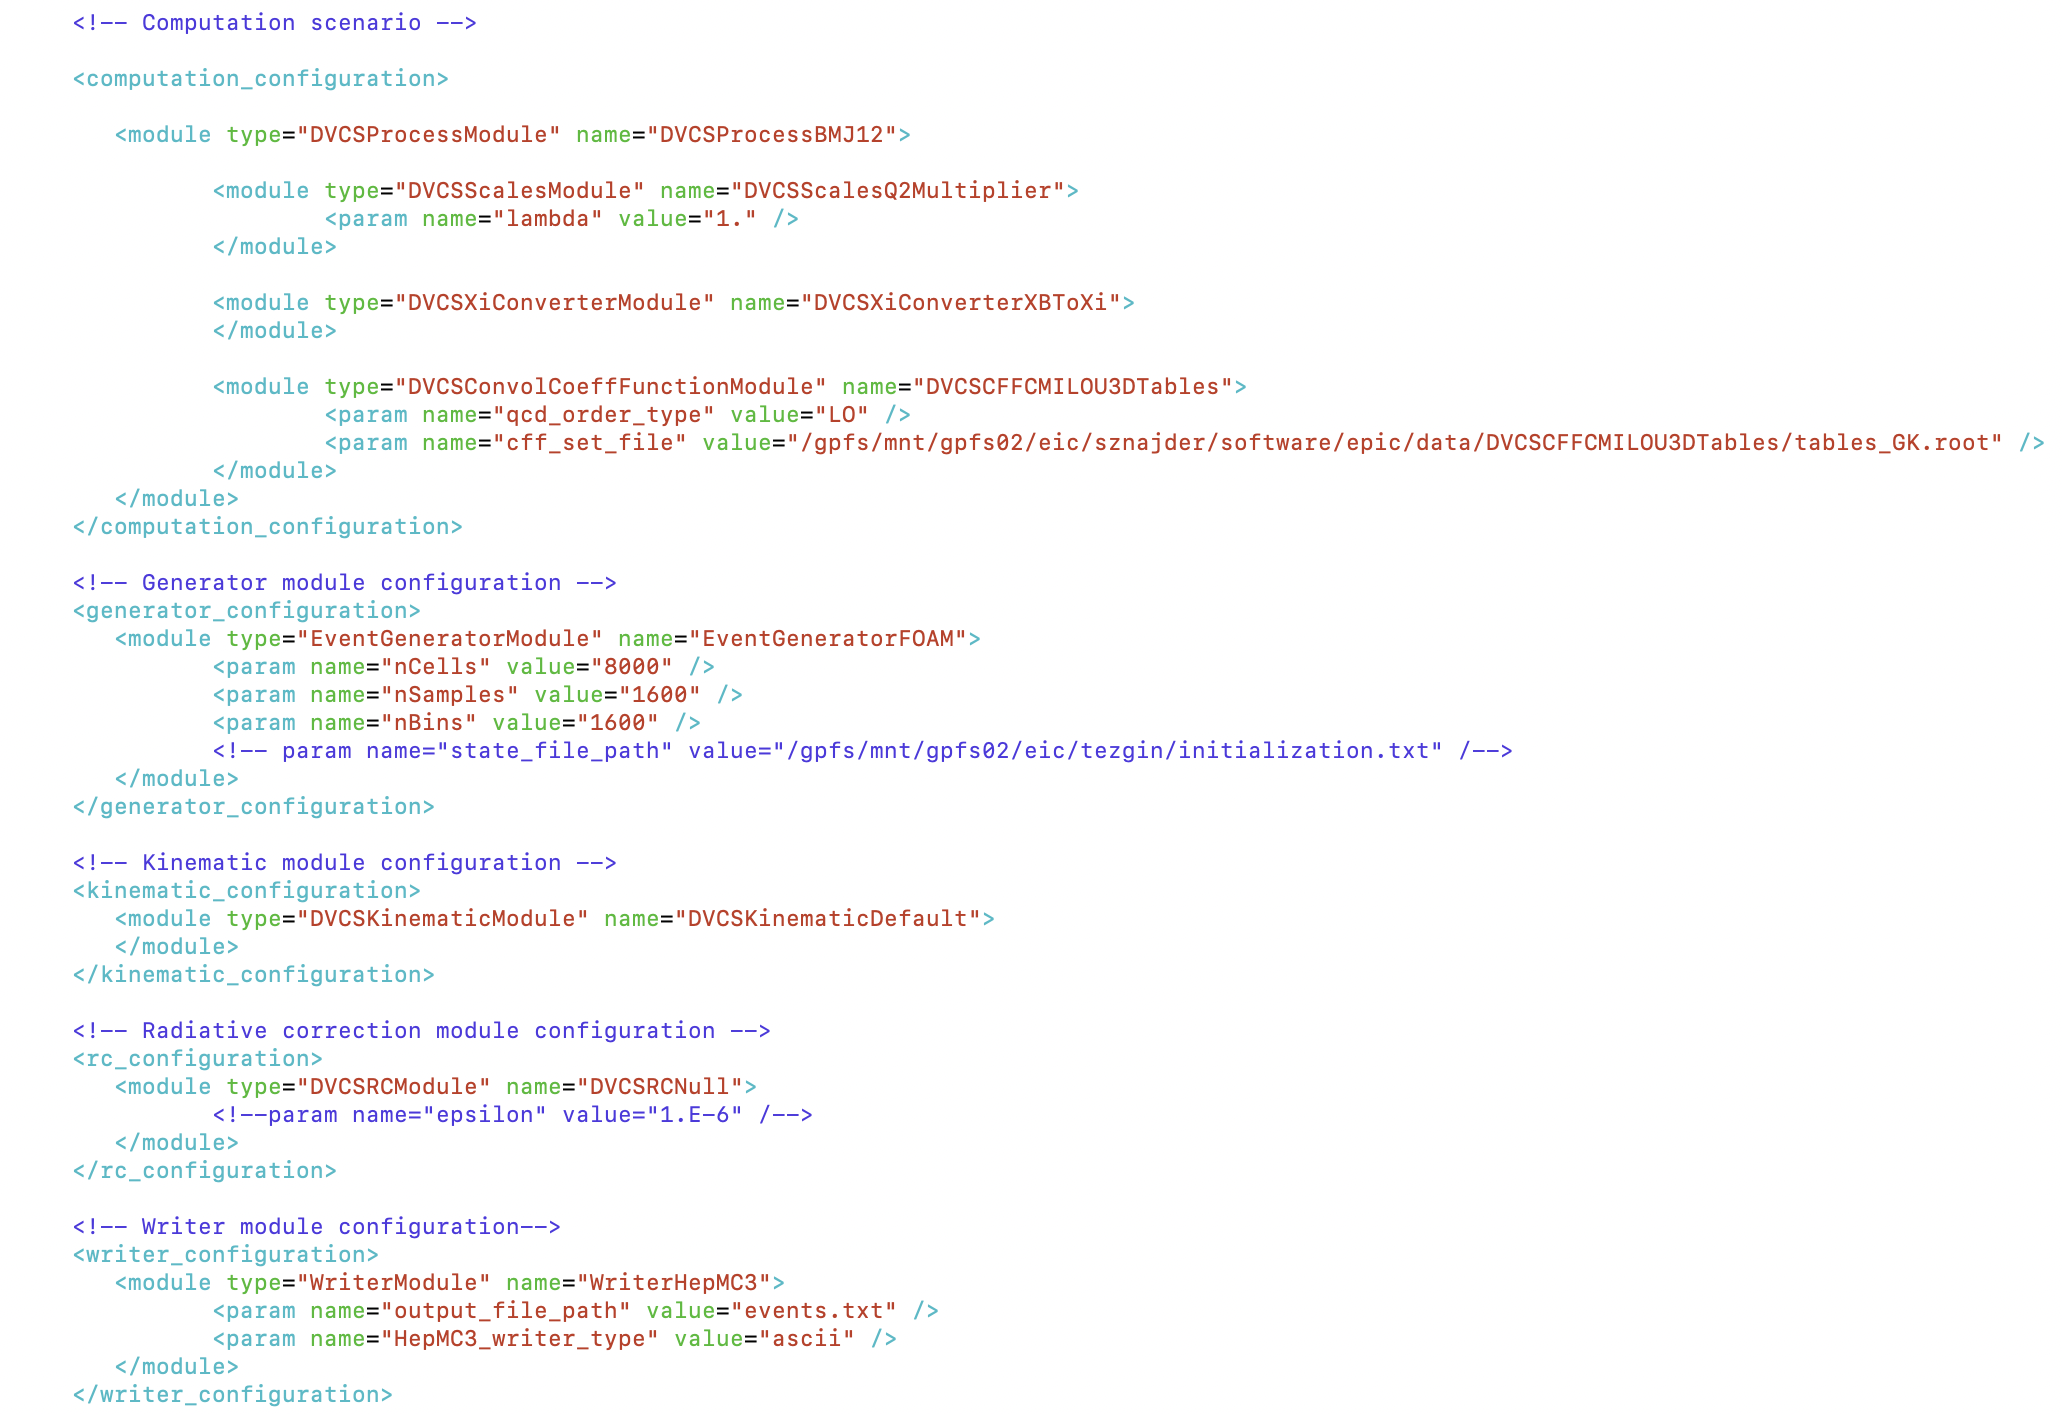 <!-- Computation scenario -->
<computation_configuration>
<module type="DVCSProcessModule" name="DVCSProcessBMJ12">
<module type="DVCSScalesModule" name="DVCSScalesQ2Multiplier">
<param name="lambda" value="1." />
</module>
<module type="DVCSXiConverterModule" name="DVCSXiConverterXBToXi">
</module>
<module type="DVCSConvolCoeffFunctionModule" name="DVCSCFFCMILOU3DTables">
<param name="qcd_order_type" value="LO" />
<param name="cff_set_file" value="/gpfs/mnt/gpfs02/eic/sznajder/software/epic/data/DVCSCFFCMILOU3DTables/tables_GK.root" />
</module>
</module>
</computation_configuration>
<!-- Generator module configuration -->
<generator_configuration>
<module type="EventGeneratorModule" name="EventGeneratorFOAM">
<param name="nCells" value="8000" />
<param name="nSamples" value="1600" />
<param name="nBins" value="1600" />
<!-- param name="state_file_path" value="/gpfs/mnt/gpfs02/eic/tezgin/initialization.txt" /-->
</module>
</generator_configuration>
<!-- Kinematic module configuration -->
<kinematic_configuration>
<module type="DVCSKinematicModule" name="DVCSKinematicDefault">
</module>
</kinematic_configuration>
<!-- Radiative correction module configuration -->
<rc_configuration>
<module type="DVCSRCModule" name="DVCSRCNull">
<!--param name="epsilon" value="1.E-6" /-->
</module>
</rc_configuration>
<!-- Writer module configuration-->
<writer_configuration>
<module type="WriterModule" name="WriterHepMC3">
<param name="output_file_path" value="events.txt" />
<param name="HepMC3_writer_type" value="ascii" />
</module>
</writer_configuration>